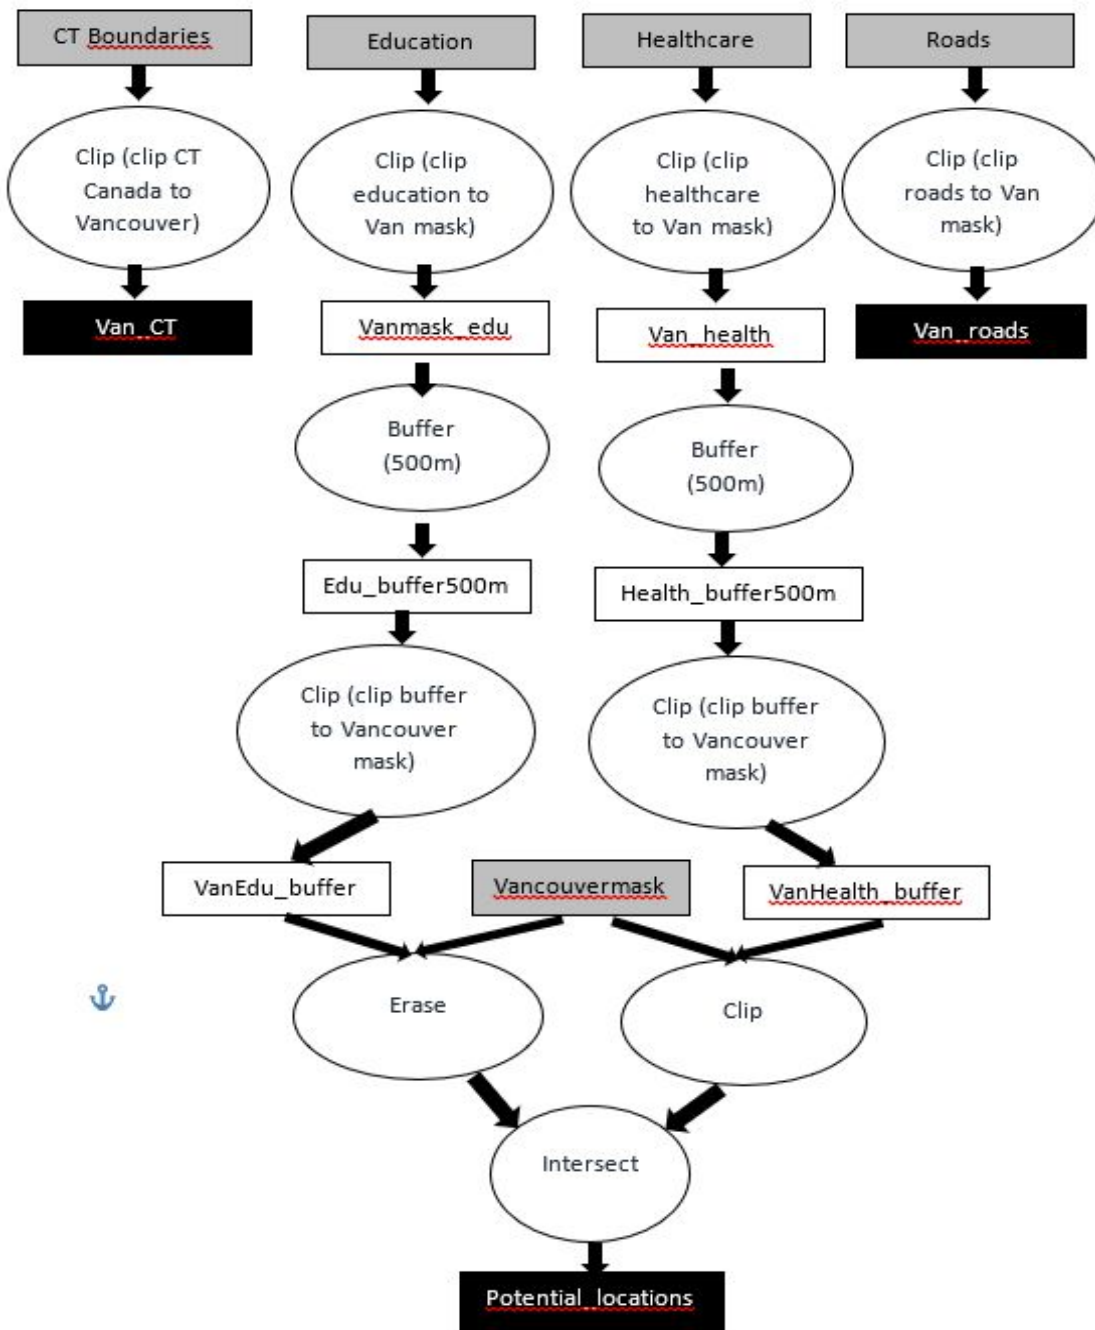 CT Boundaries
Education
Healthcare
Roads
Clip (clip CT
Canada to
Vancouver)
Clip (clip
education to
Van mask)
Clip (clip
healthcare
to Van mask)
Clip (clip
roads to Van
mask)
Van_CT
Vanmask_edu
Van_health
Van_roads
Buffer
(500m)
Buffer
(500m)
Edu_buffer500m
Health_buffer500m
Clip (clip buffer
to Vancouver
mask)
Clip (clip buffer
to Vancouver
mask)
VanEdu_buffer
Vancouvermask
VanHealth_buffer
Erase
Clip
Intersect
Potential_locations